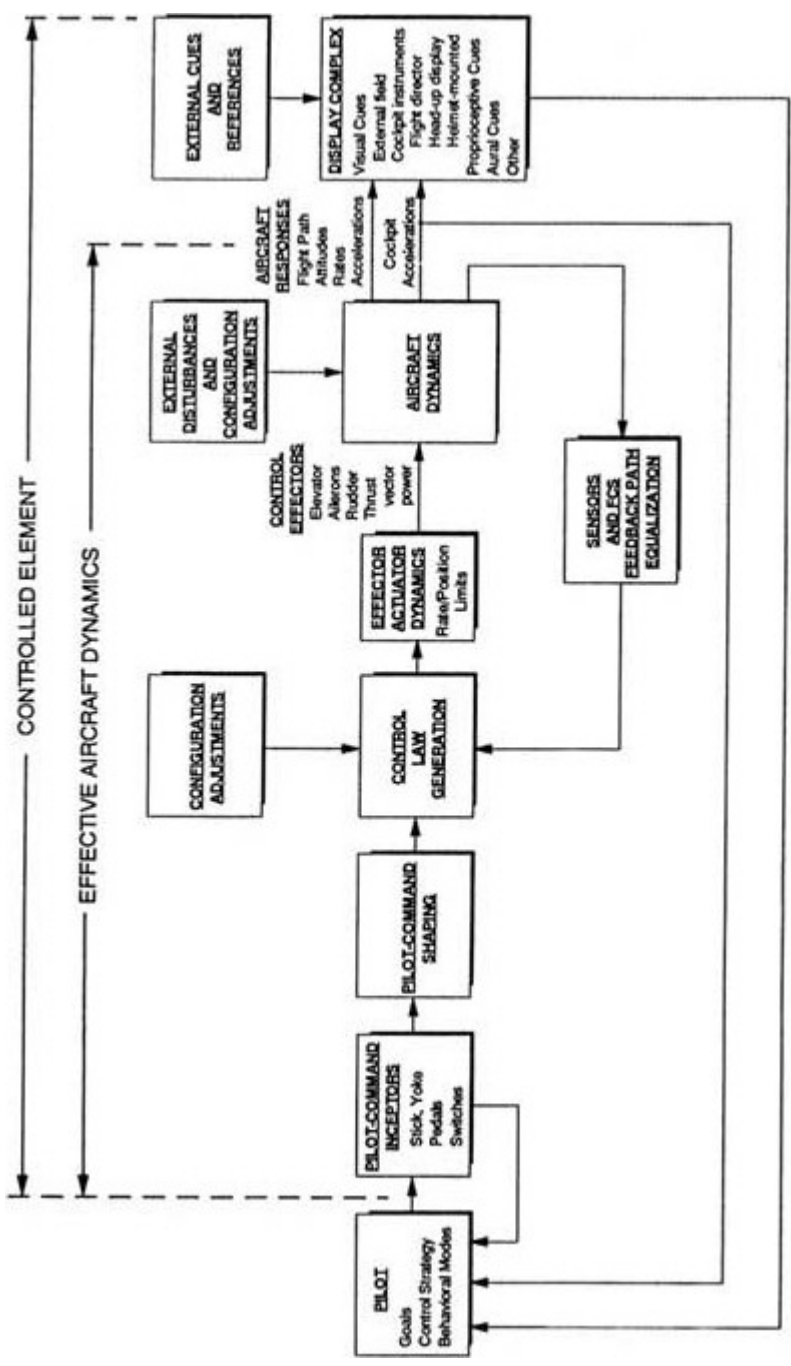 CONTROLLED ELEMENT
EFFECTIVE AIRCRAFT DYNAMICS
CONFIGURATION
ADJUSTMENTS
EXTERNAL
DISTURBANCES
AND
CONFIGURATION
ADJUSTMENTS
EXTERNAL CUES
AND
REFERENCES
PILOT
Goals
Control Strategy
Behavioral Modes
PILOT-COMMAND
INCEPTORS
Stick, Yoke
Pedals
Switches
PILOT-COMMAND
SHAPING
CONTROL
LAW
GENERATION
EFFECTOR
ACTUATOR
DYNAMICS
Rate/Position
Limits
CONTROL
EFFECTORS
Elevator
Ailerons
Rudder
Thrust
vector
power
AIRCRAFT
DYNAMICS
AIRCRAFT
RESPONSES
Flight Path
Attitudes
Rates
Accelerations
Cockpit
Accelerations
DISPLAY COMPLEX
Visual Cues
External field
Cockpit instruments
Flight director
Head-up display
Helmet-mounted
Proprioceptive Cues
Aural Cues
Other
SENSORS
AND FCS
FEEDBACK PATH
EQUALIZATION